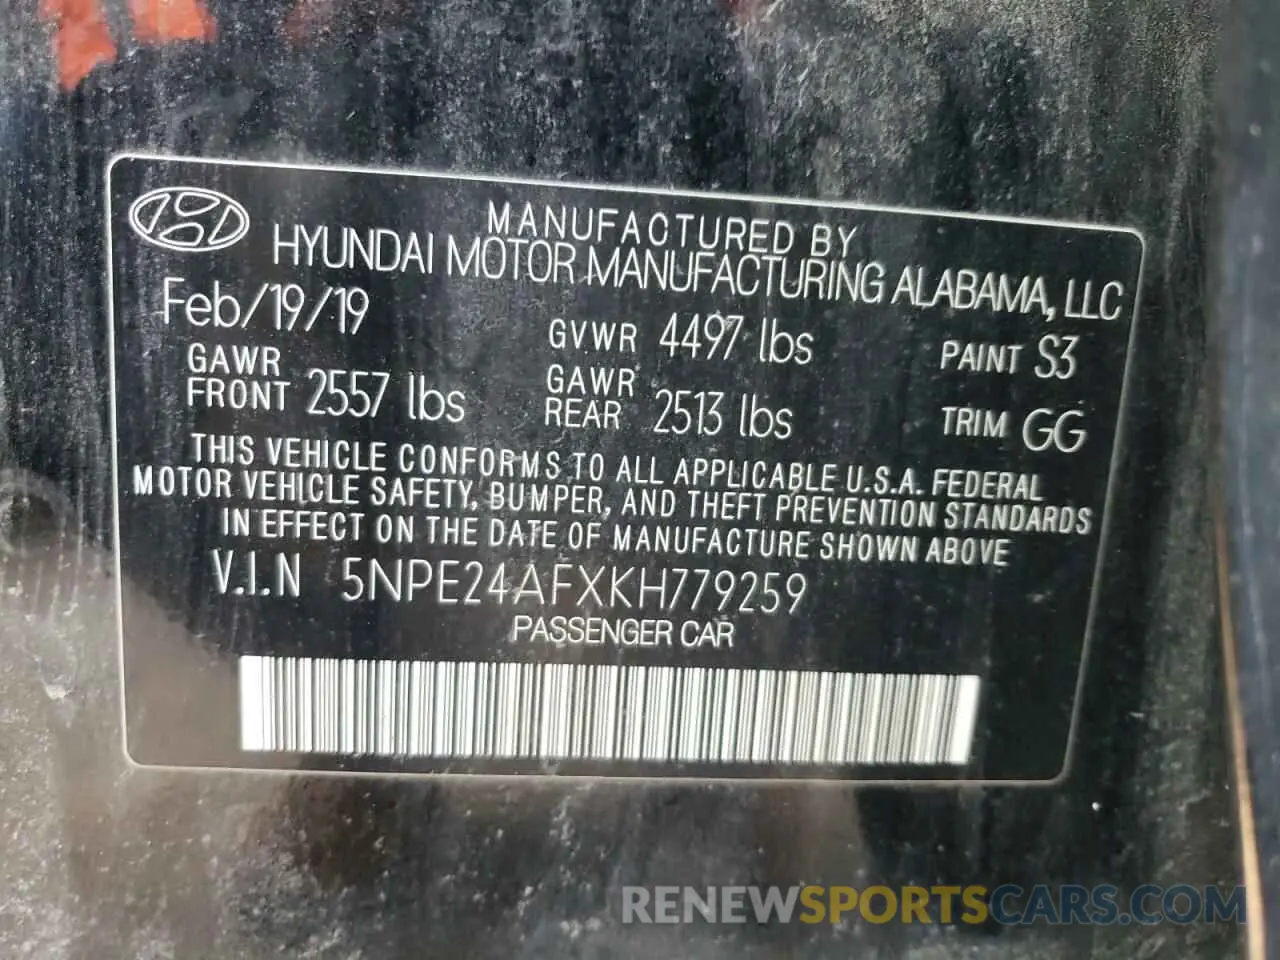 MANUFACTURED BY
HYUNDAI MOTOR MANUFACTURING ALABAMA, LLC
Feb/19/19 GVWR 4497 lbs PAINT S3
GAWR FRONT 2557 lbs GAWR REAR 2513 lbs TRIM GG
THIS VEHICLE CONFORMS TO ALL APPLICABLE U.S.A. FEDERAL
MOTOR VEHICLE SAFETY, BUMPER, AND THEFT PREVENTION STANDARDS
IN EFFECT ON THE DATE OF MANUFACTURE SHOWN ABOVE
V.I.N 5NPE24AFXKH779259
PASSENGER CAR
RENEWSPORTSCARS.COM